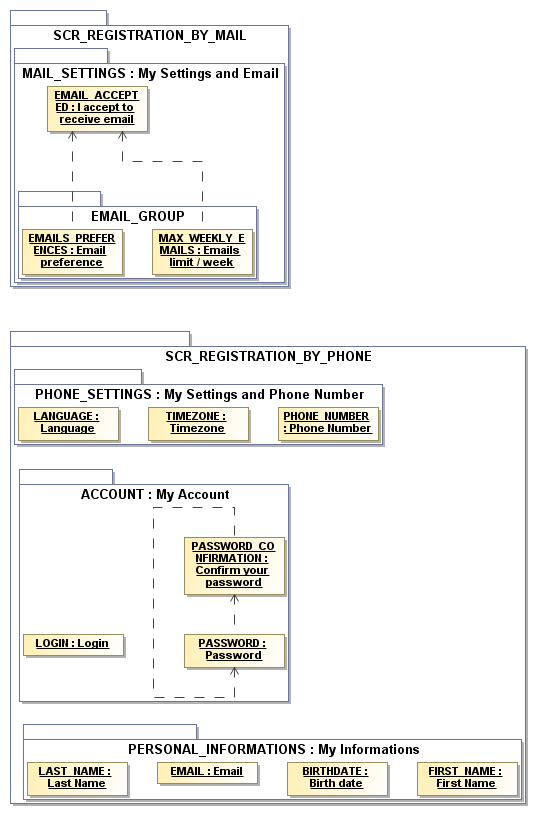 SCR_REGISTRATION_BY_MAIL
MAIL_SETTINGS : My Settings and Email
EMAIL_ACCEPT
ED : I accept to
receive email
EMAIL_GROUP
EMAILS_PREFER
ENCES : Email
preference
MAX_WEEKLY_E
MAILS : Emails
limit / week
SCR_REGISTRATION_BY_PHONE
PHONE_SETTINGS : My Settings and Phone Number
LANGUAGE :
Language
TIMEZONE :
Timezone
PHONE_NUMBER
: Phone Number
ACCOUNT : My Account
PASSWORD_CO
NFIRMATION :
Confirm your
password
LOGIN : Login
PASSWORD :
Password
PERSONAL_INFORMATIONS : My Informations
LAST_NAME :
Last Name
EMAIL : Email
BIRTHDATE :
Birth date
FIRST_NAME :
First Name